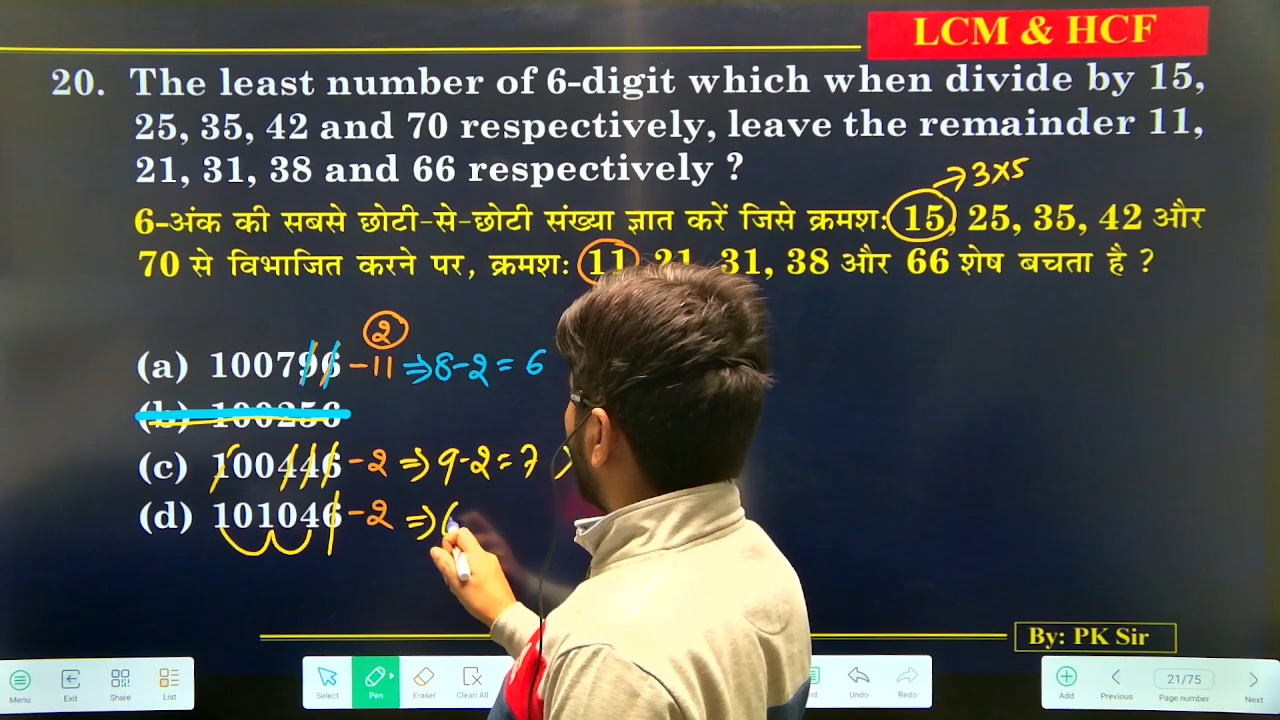 LCM & HCF
20. The least number of 6-digit which when divide by 15,
25, 35, 42 and 70 respectively, leave the remainder 11,
21, 31, 38 and 66 respectively ?
→ 3×5
6-अंक की सबसे छोटी-से-छोटी संख्या ज्ञात करें जिसे क्रमशः 15, 25, 35, 42 और
70 से विभाजित करने पर, क्रमशः 11, 21, 31, 38 और 66 शेष बचता है ?
2
(a) 100796 -11 ⇒ 8-2 = 6
(b) 100256
(c) 100446 -2 ⇒ 9-2 = 7
(d) 101046 -2 ⇒
By: PK Sir
Menu Exit Share List Select Pen Eraser Clean All Undo Redo Add Previous 21/75 Page number Next